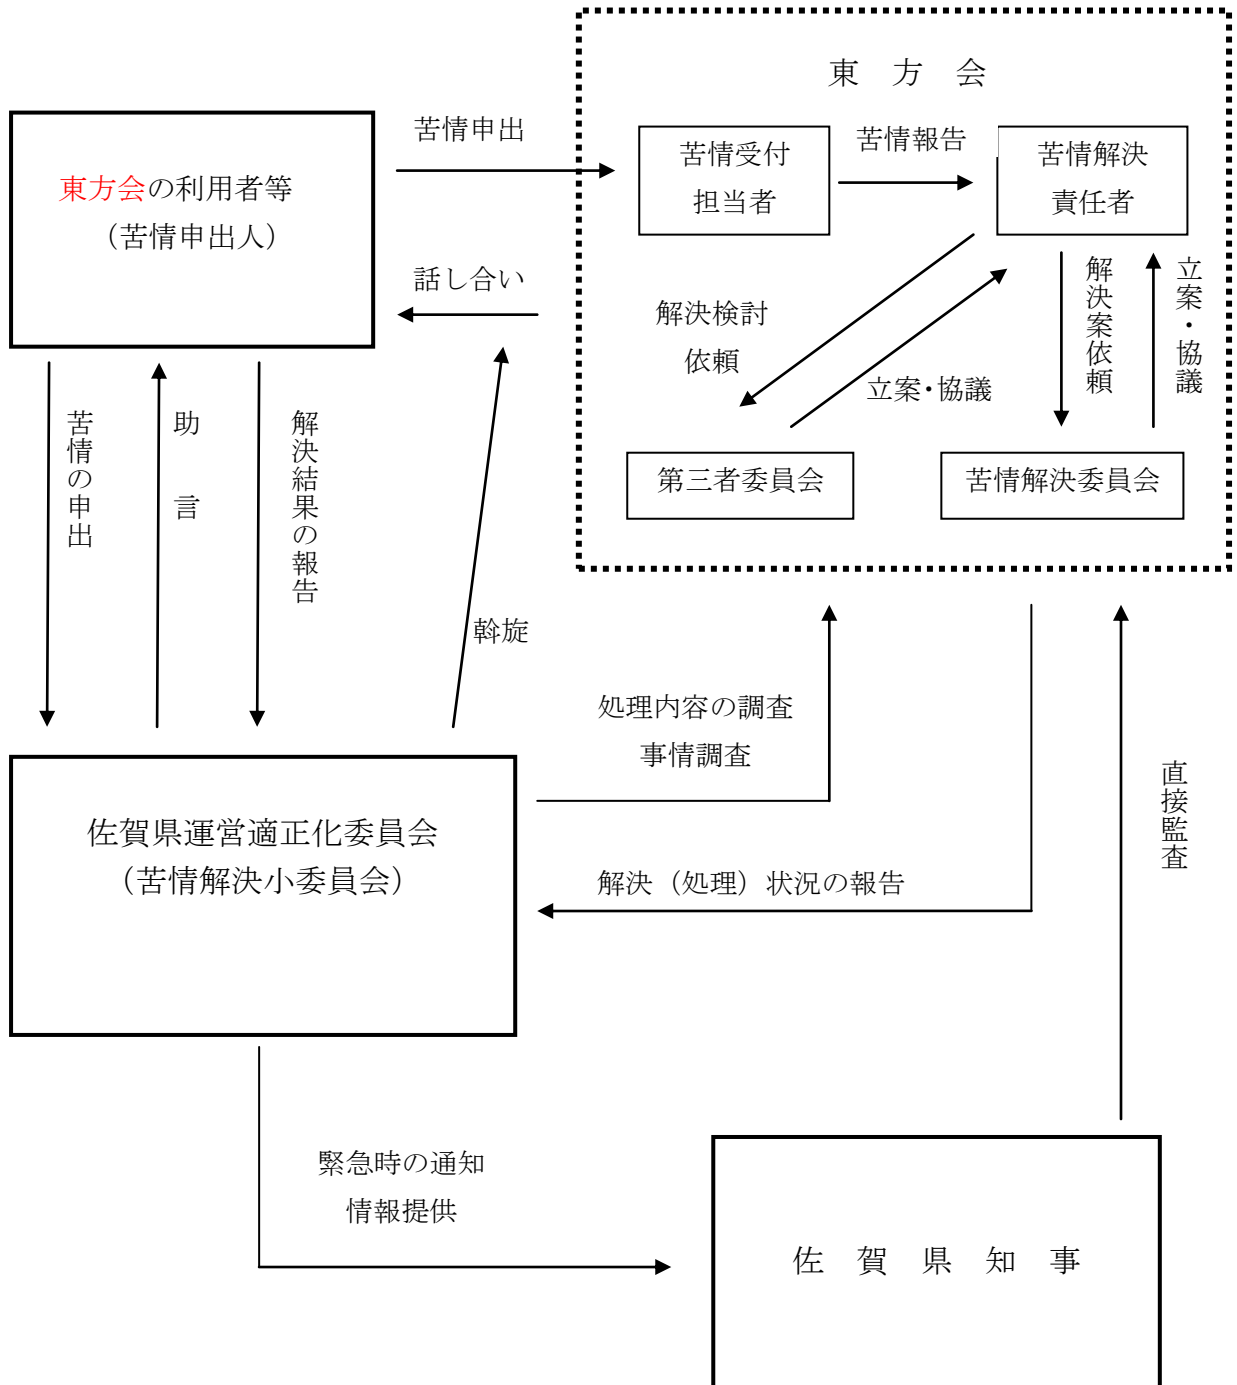 東　方　会
東方会の利用者等
（苦情申出人）
苦情申出
話し合い
苦情受付
担当者
苦情報告
苦情解決
責任者
解決検討
依頼
立案・協議
解決案依頼
立案・協議
第三者委員会
苦情解決委員会
苦情の申出
助　言
解決結果の報告
斡旋
処理内容の調査
事情調査
直接監査
佐賀県運営適正化委員会
（苦情解決小委員会）
解決（処理）状況の報告
緊急時の通知
情報提供
佐　賀　県　知　事